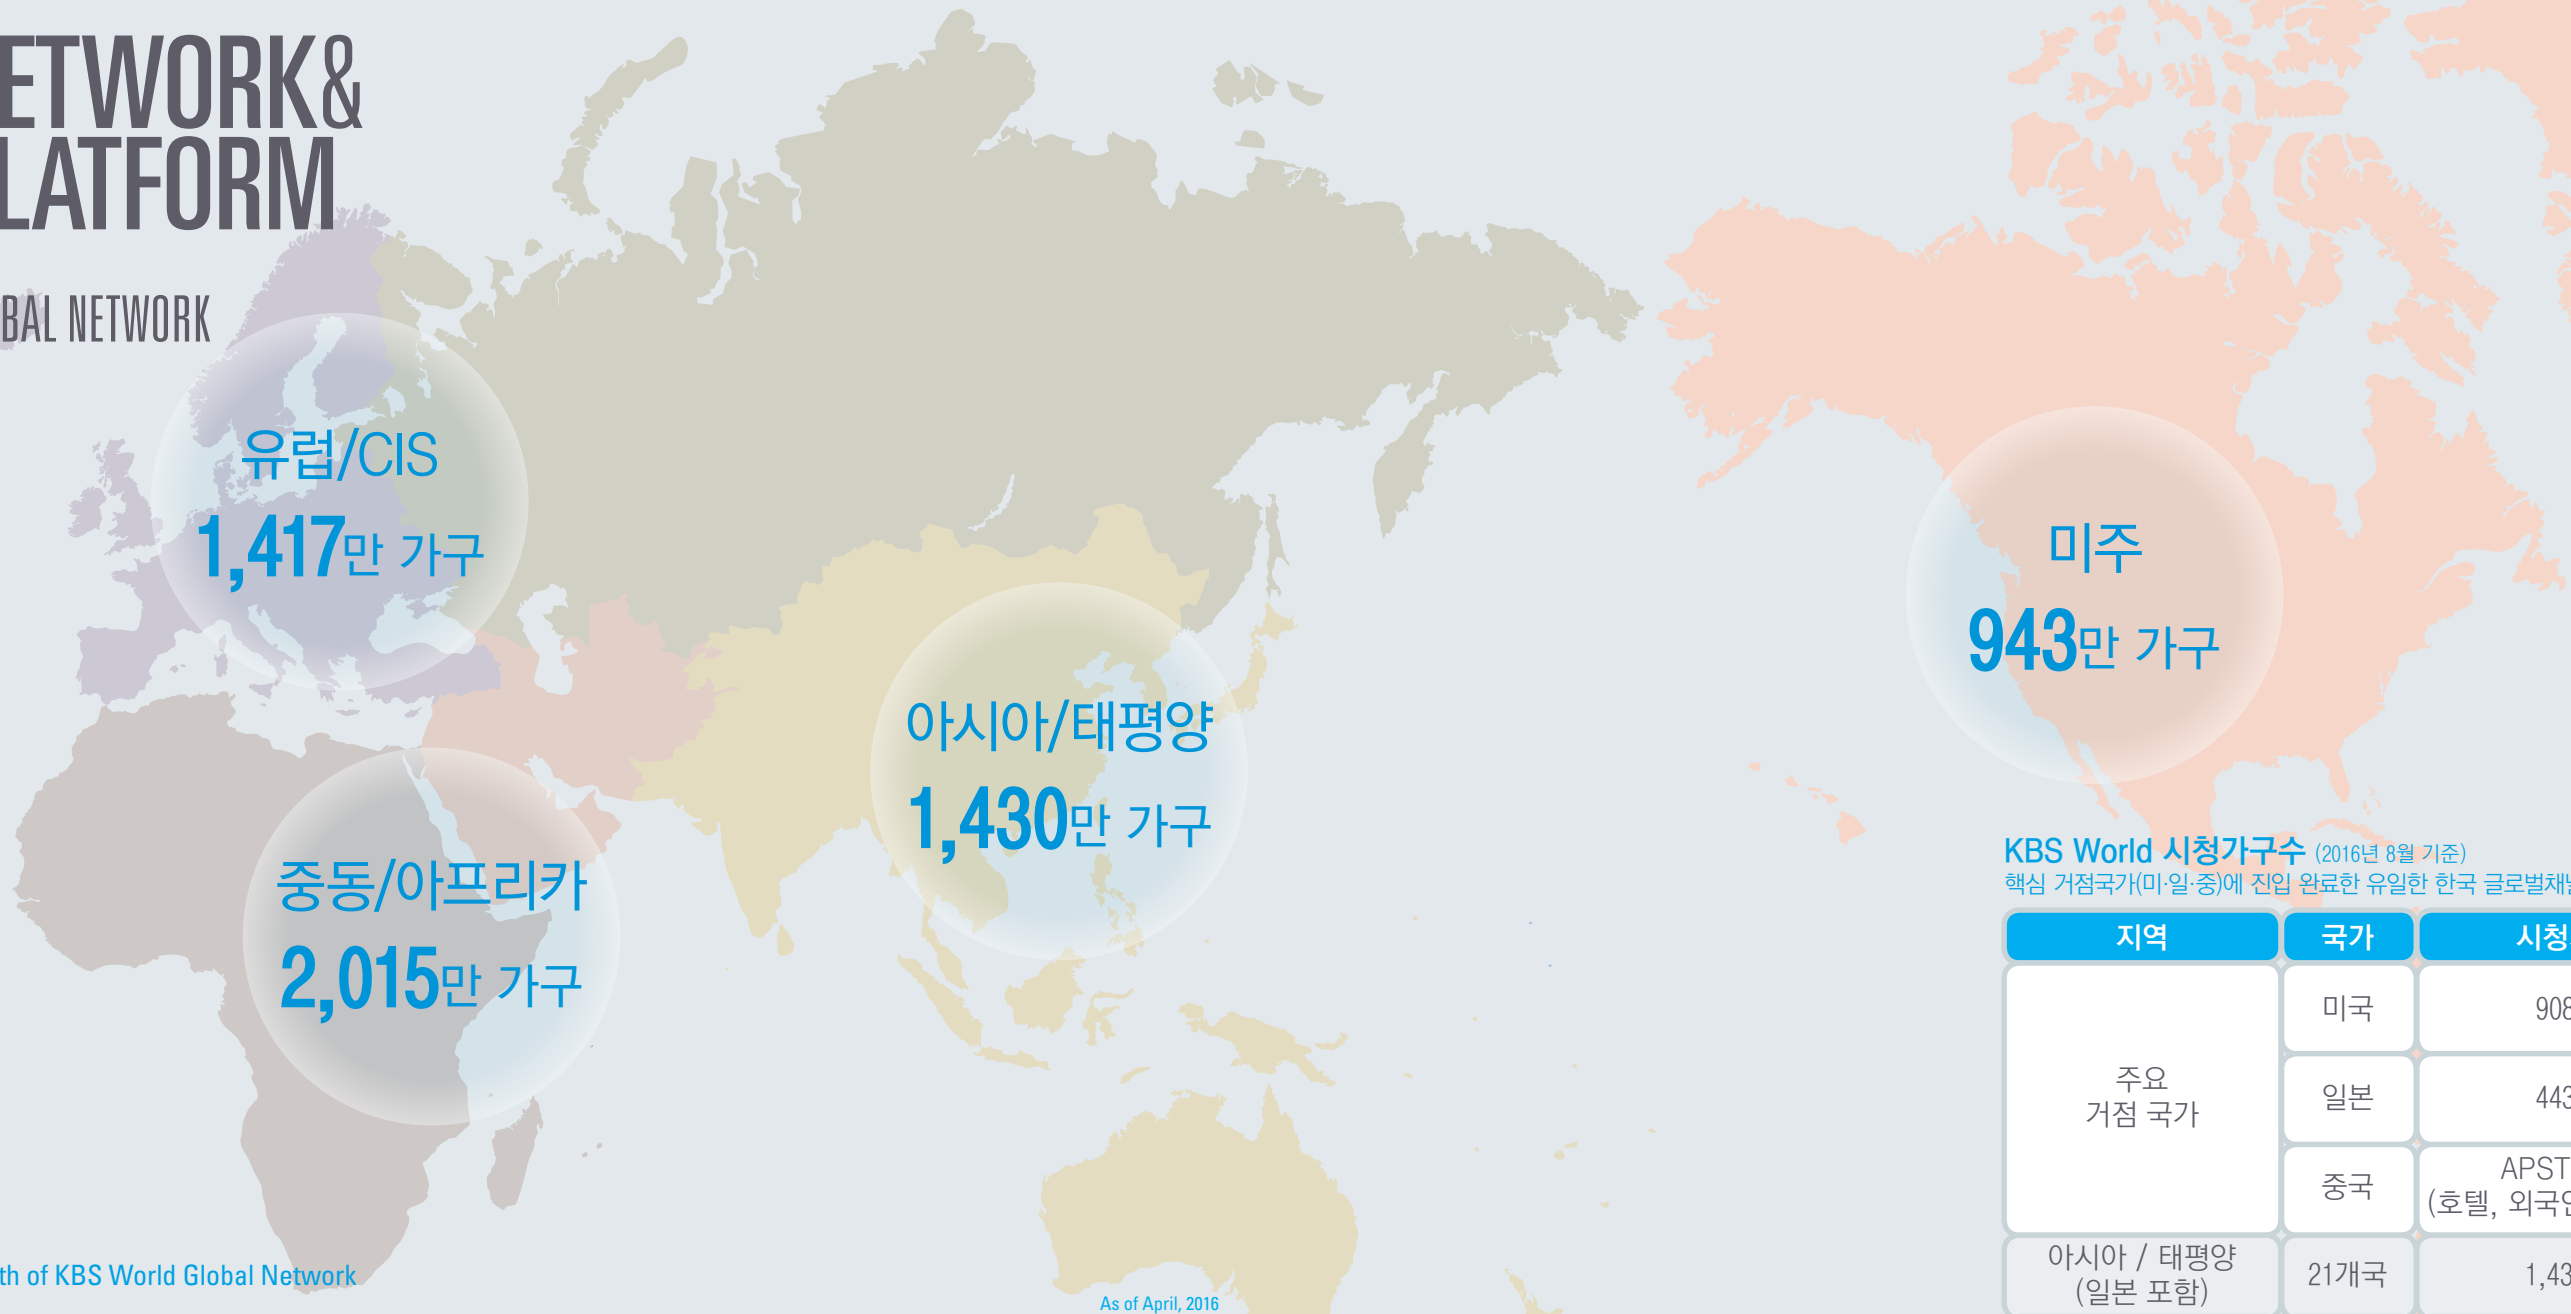 ETWORK&
LATFORM
BAL NETWORK
유럽/CIS
1,417만 가구
아시아/태평양
1,430만 가구
중동/아프리카
2,015만 가구
미주
943만 가구
KBS World 시청가구수 (2016년 8월 기준)
핵심 거점국가(미·일·중)에 진입 완료한 유일한 한국 글로벌채널
지역 국가 시청
주요
거점 국가
미국 908
일본 443
중국 APST
(호텔, 외국인
아시아 / 태평양
(일본 포함)
21개국 1,43
th of KBS World Global Network
As of April, 2016